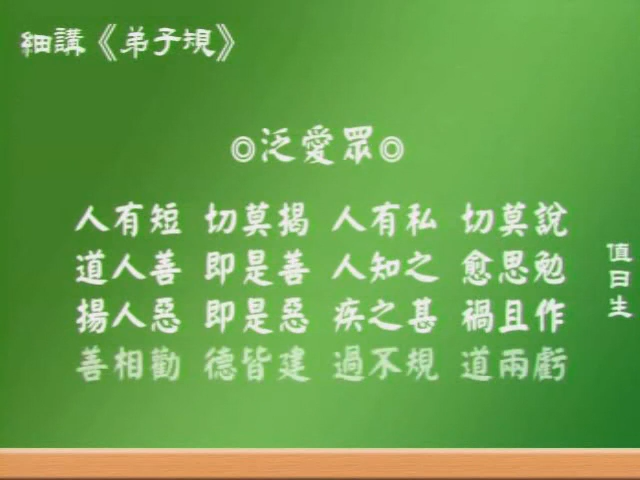 細講《弟子規》
◎泛愛眾◎
人有短 切莫揭 人有私 切莫說
道人善 即是善 人知之 愈思勉
揚人惡 即是惡 疾之甚 禍且作
善相勸 德皆建 過不規 道兩虧
值日生